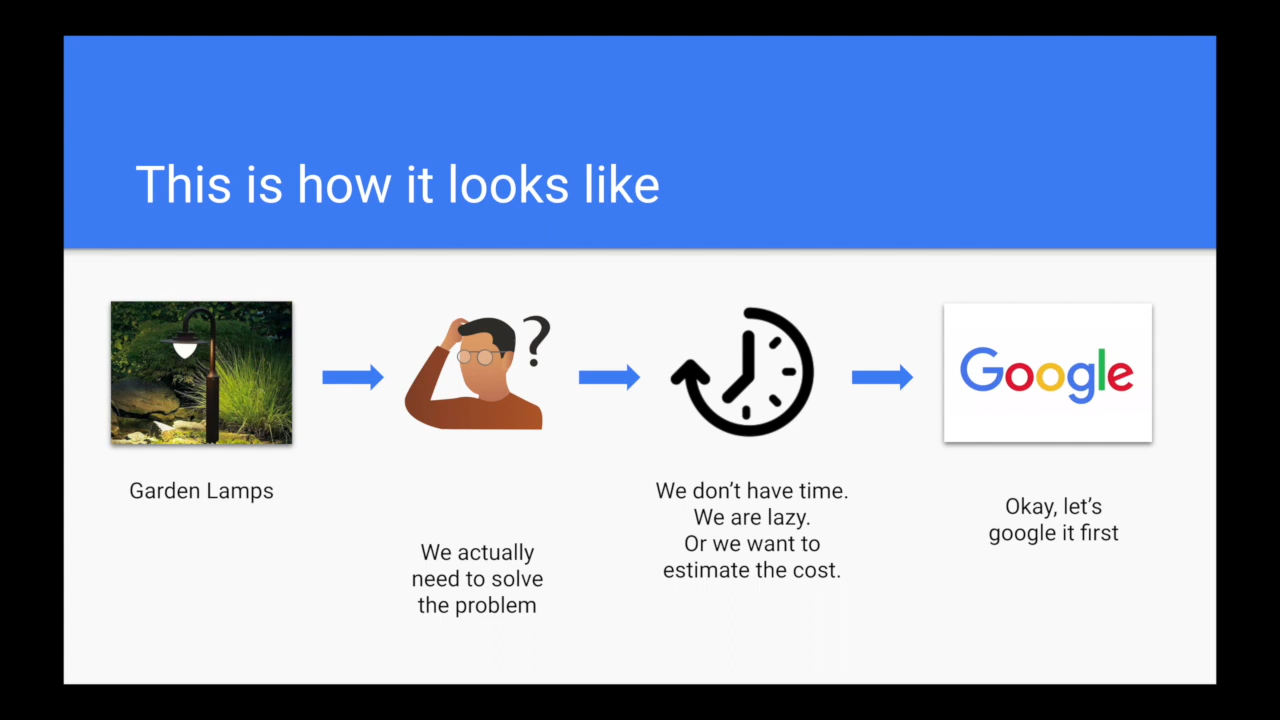 This is how it looks like
?
Google
Garden Lamps
We actually
need to solve
the problem
We don’t have time.
We are lazy.
Or we want to
estimate the cost.
Okay, let’s
google it first